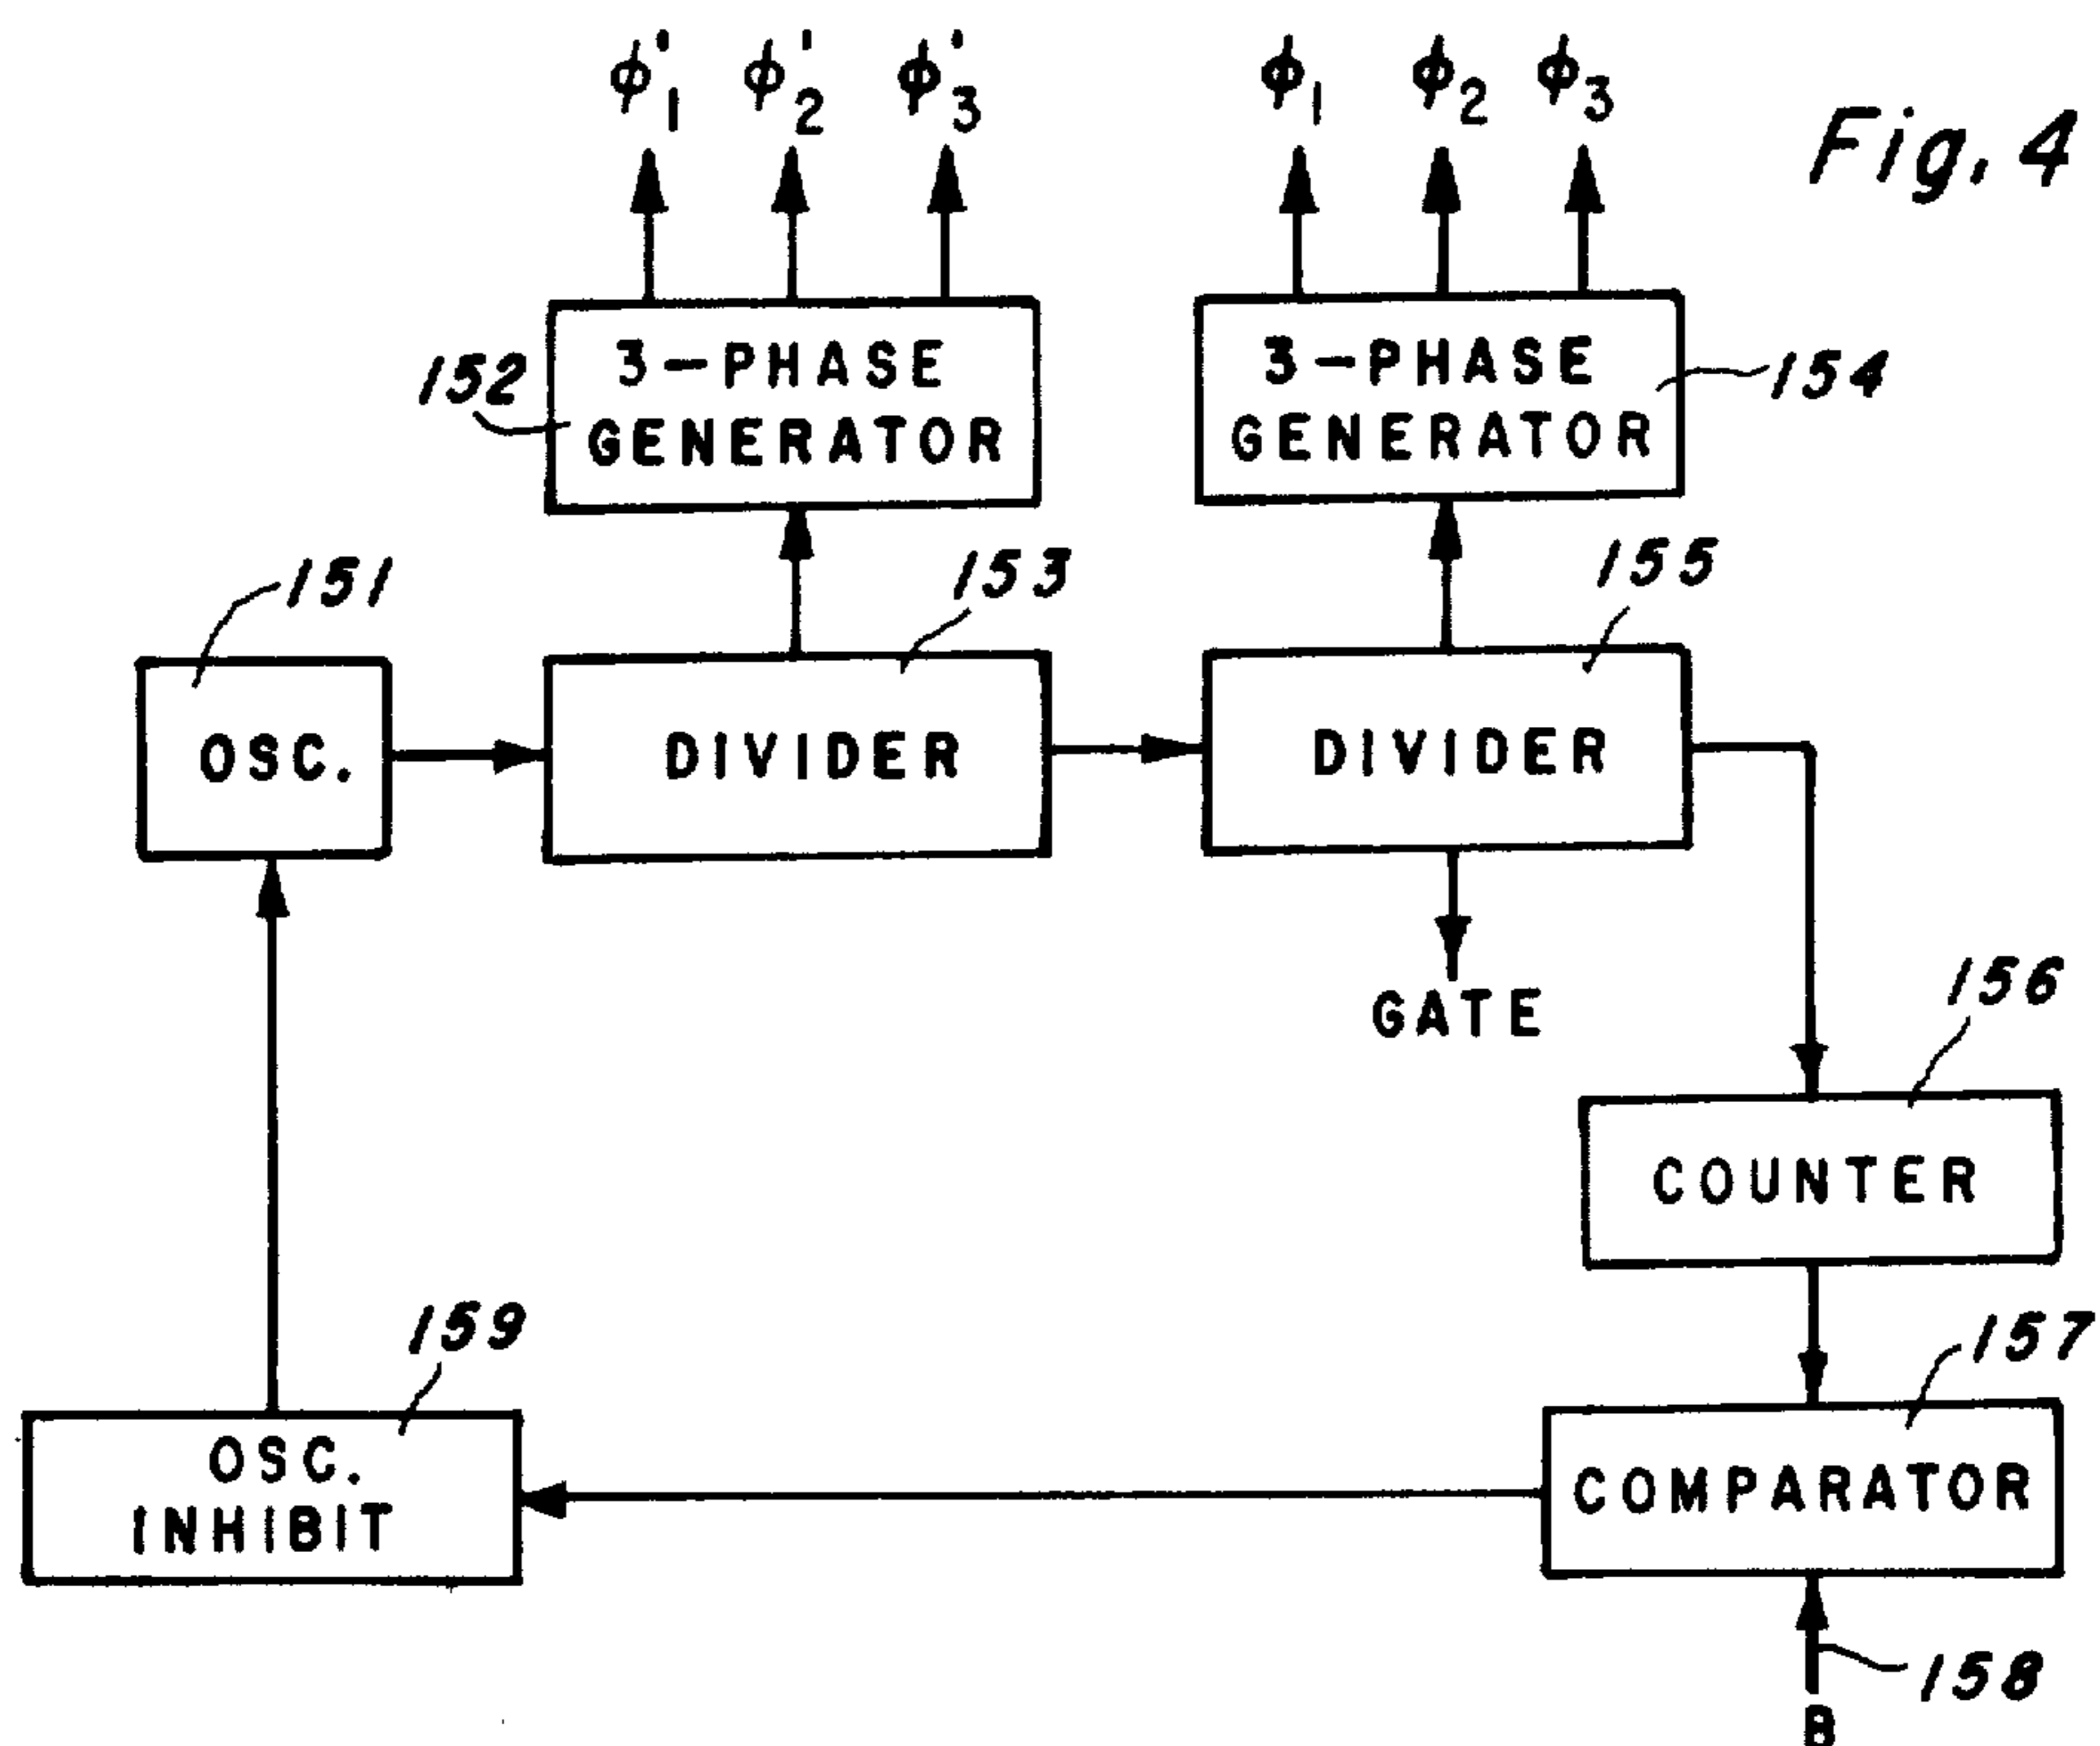 ϕ'1 ϕ'2 ϕ'3
ϕ1 ϕ2 ϕ3
Fig. 4
152
3-PHASE
GENERATOR
3-PHASE
GENERATOR
154
151
153
155
OSC.
DIVIDER
DIVIDER
GATE
156
COUNTER
159
157
OSC.
INHIBIT
COMPARATOR
158
B